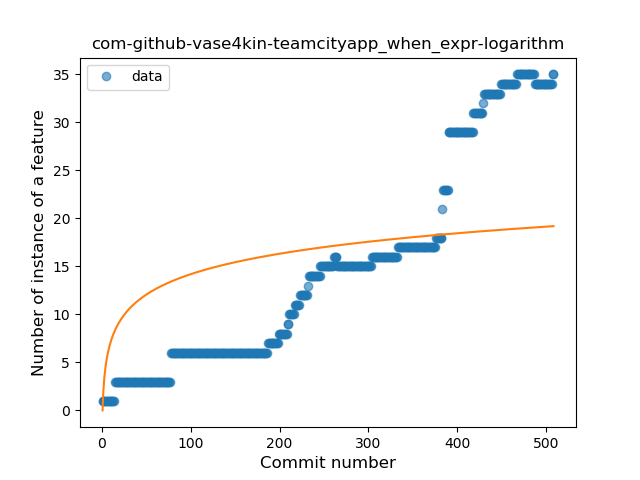 com-github-vase4kin-teamcityapp_when_expr-logarithm
data
Number of instance of a feature
35
30
25
20
15
10
5
0
0 100 200 300 400 500
Commit number